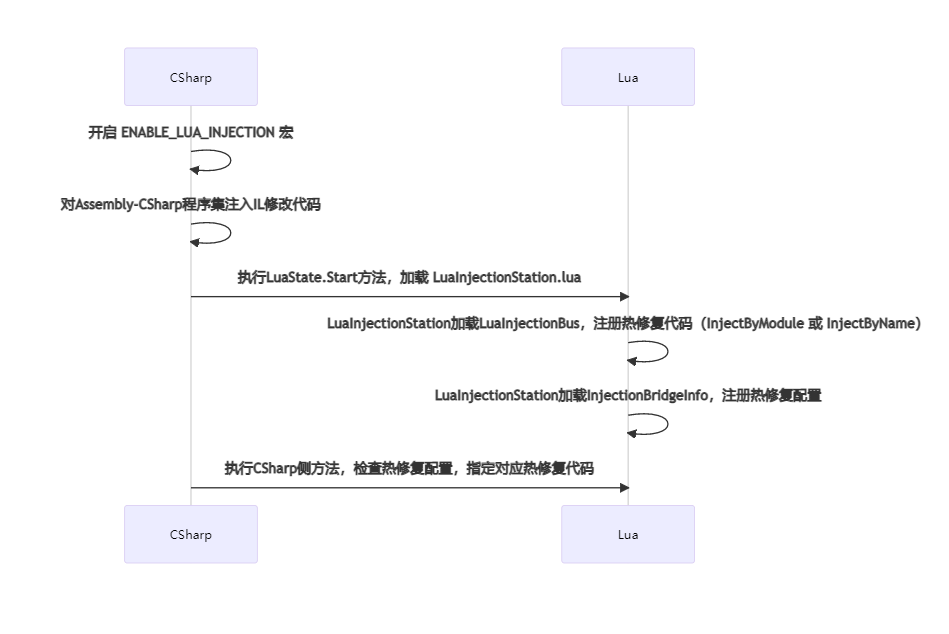 CSharp
Lua
开启 ENABLE_LUA_INJECTION 宏
对Assembly-CSharp程序集注入IL修改代码
执行LuaState.Start方法，加载 LuaInjectionStation.lua
LuaInjectionStation加载LuaInjectionBus，注册热修复代码（InjectByModule 或 InjectByName）
LuaInjectionStation加载InjectionBridgeInfo，注册热修复配置
执行CSharp侧方法，检查热修复配置，指定对应热修复代码
CSharp
Lua